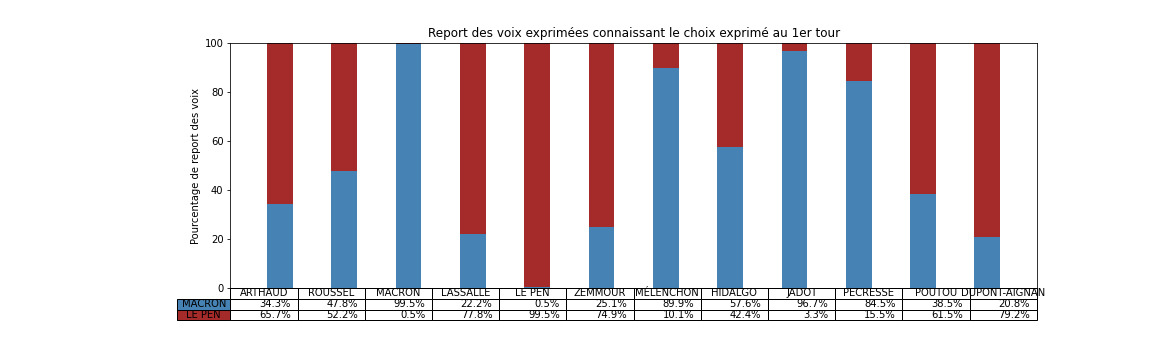 Report des voix exprimées connaissant le choix exprimé au 1er tour
Pourcentage de report des voix
100
80
60
40
20
0
ARTHAUD ROUSSEL MACRON LASSALLE LE PEN ZEMMOUR MÉLENCHON HIDALGO JADOT PÉCRESSE POUTOU DUPONT-AIGNAN
MACRON 34.3% 47.8% 99.5% 22.2% 0.5% 25.1% 89.9% 57.6% 96.7% 84.5% 38.5% 20.8%
LE PEN 65.7% 52.2% 0.5% 77.8% 99.5% 74.9% 10.1% 42.4% 3.3% 15.5% 61.5% 79.2%